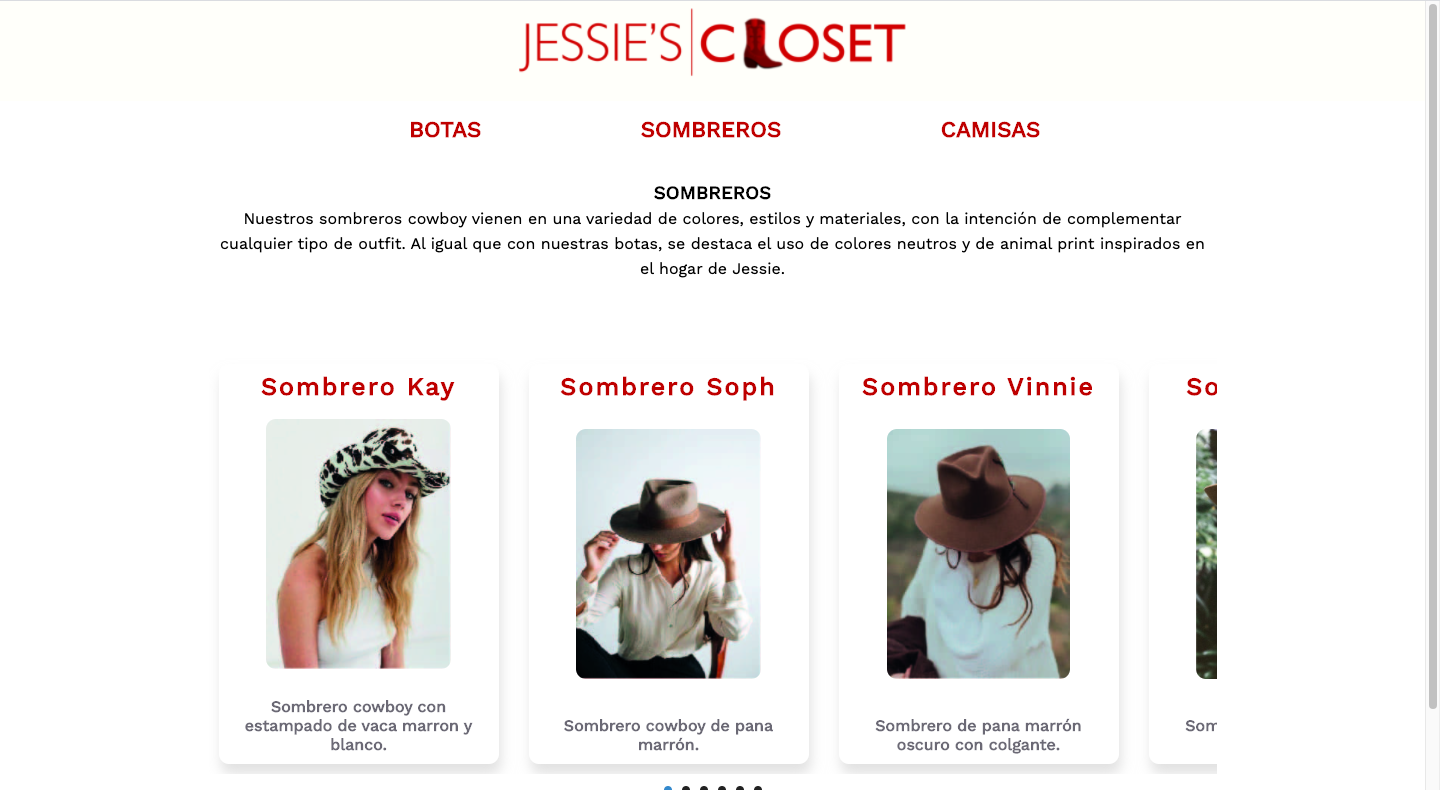 JESSIE'S CLOSET
BOTAS SOMBREROS CAMISAS
SOMBREROS
Nuestros sombreros cowboy vienen en una variedad de colores, estilos y materiales, con la intención de complementar
cualquier tipo de outfit. Al igual que con nuestras botas, se destaca el uso de colores neutros y de animal print inspirados en
el hogar de Jessie.
Sombrero Kay
Sombrero cowboy con
estampado de vaca marron y
blanco.
Sombrero Soph
Sombrero cowboy de pana
marrón.
Sombrero Vinnie
Sombrero de pana marrón
oscuro con colgante.
So
Som